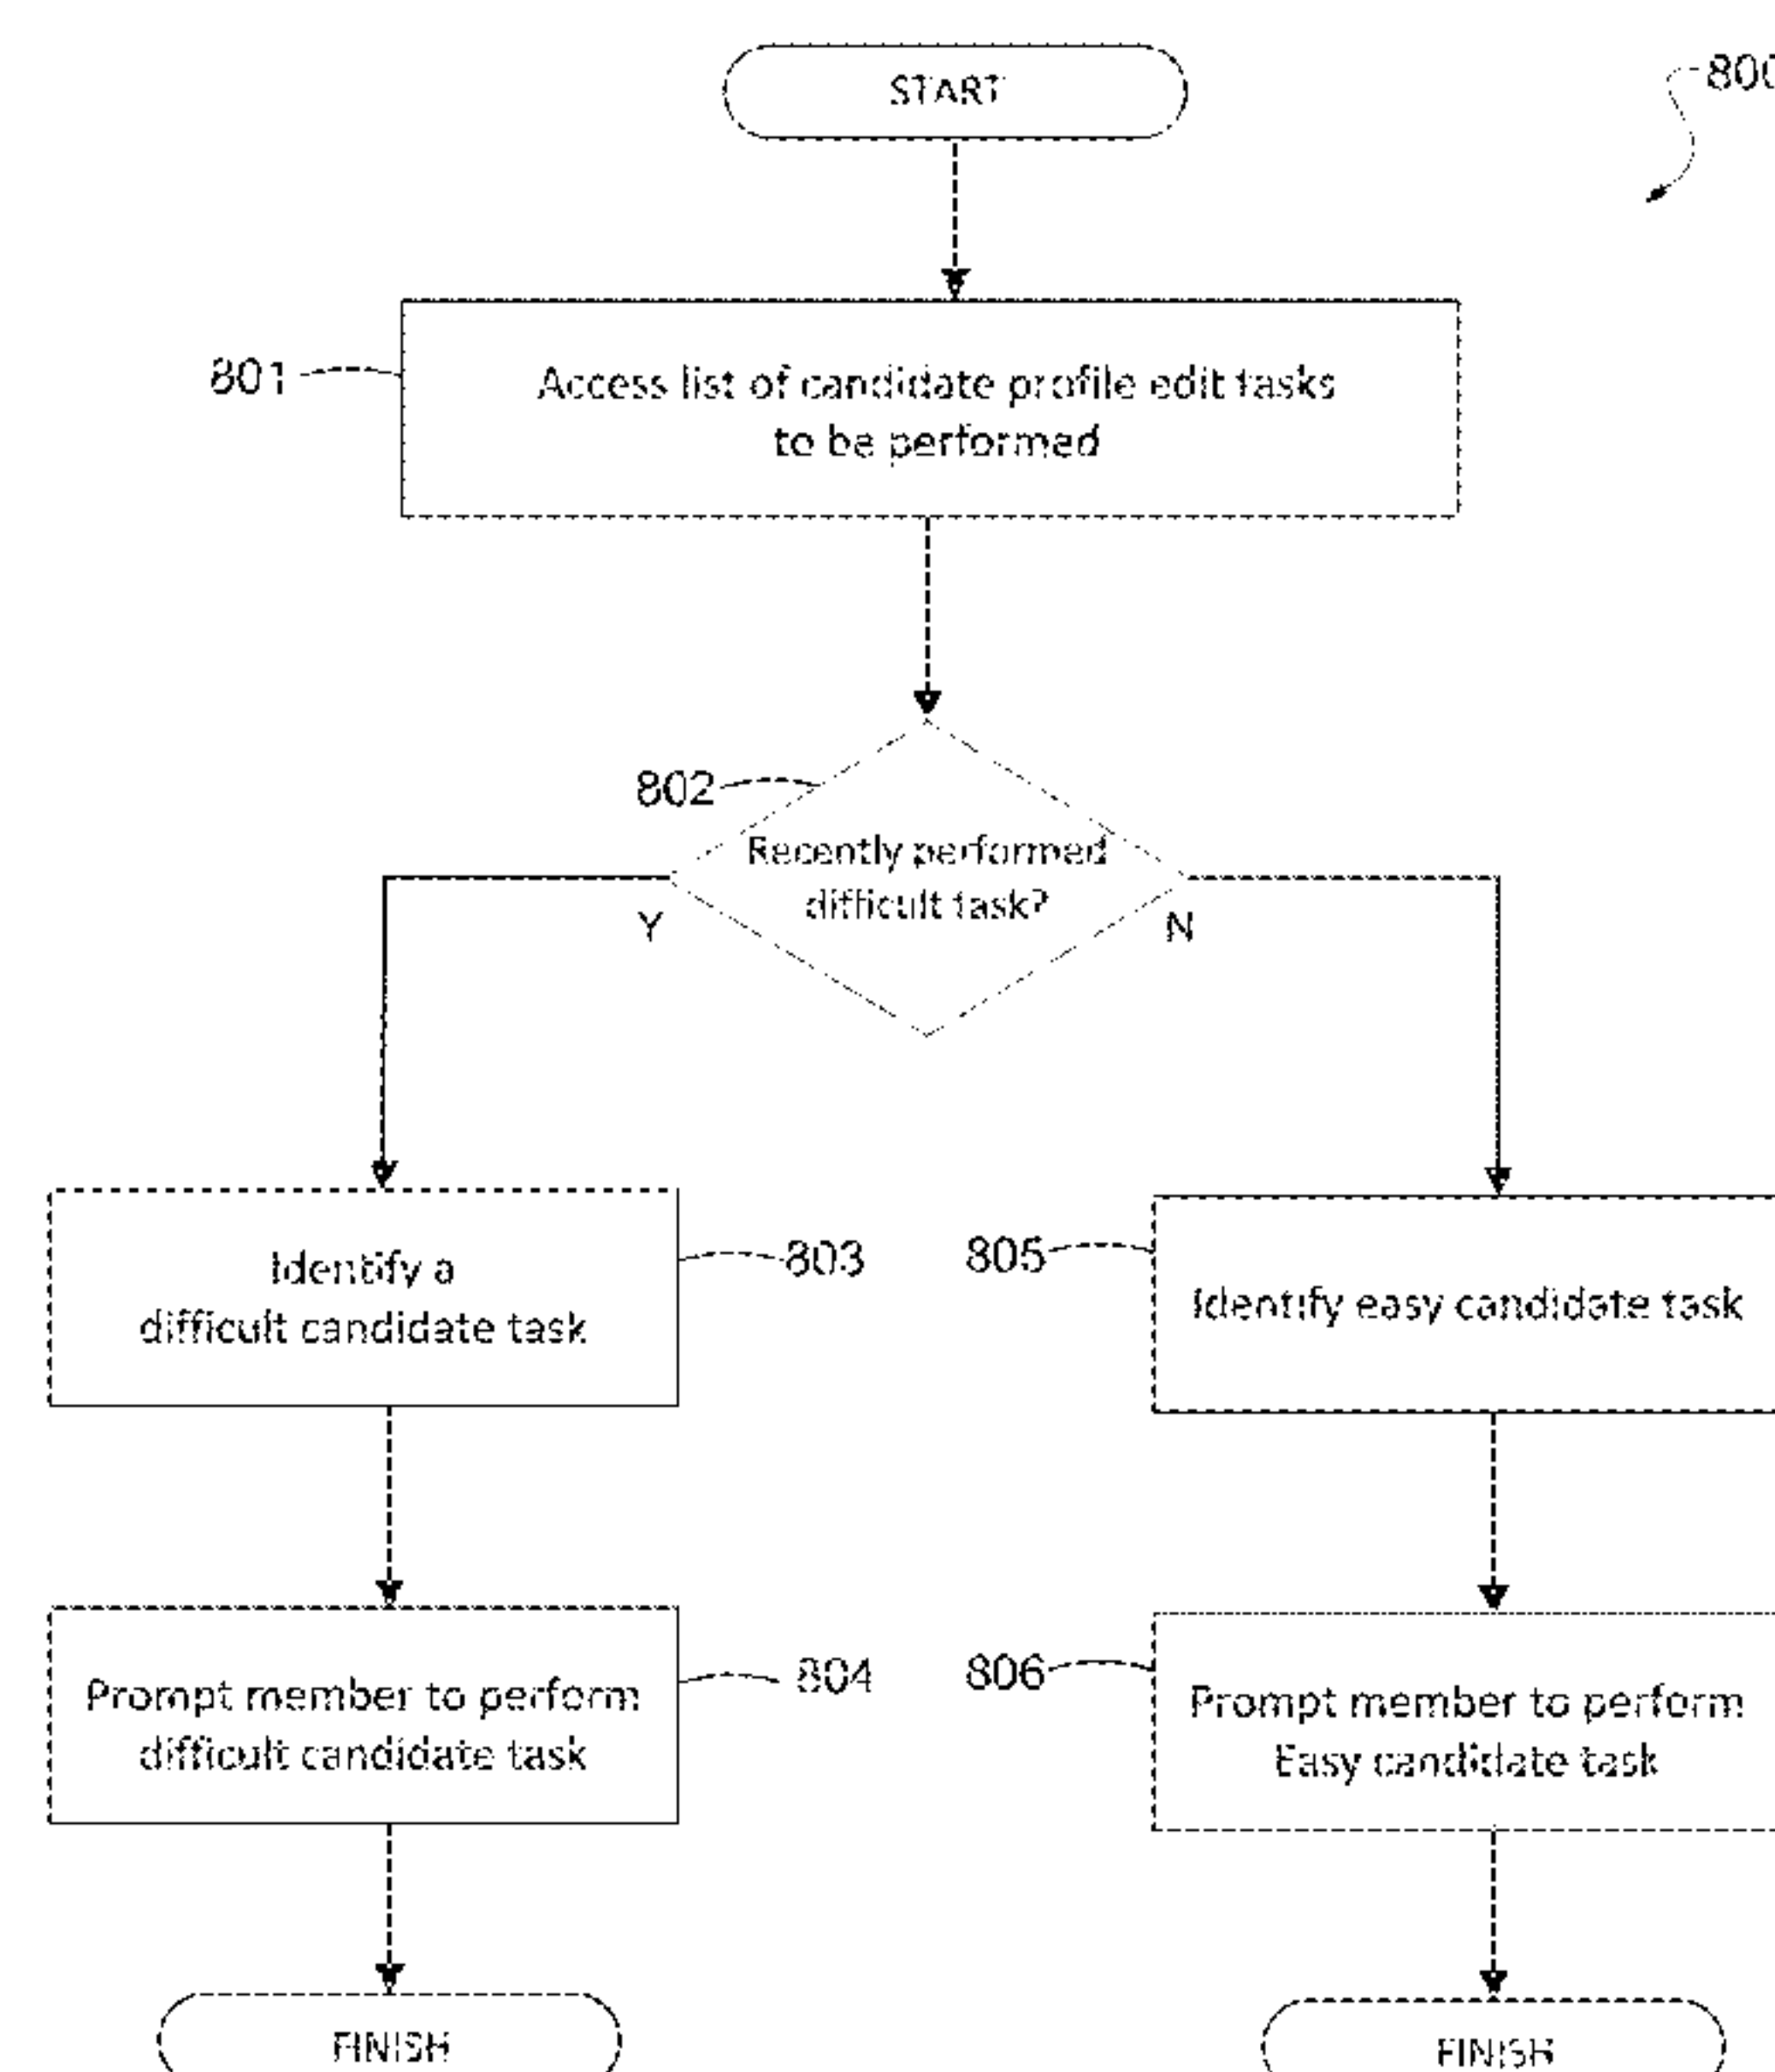 START
800
801
Access list of candidate profile edit tasks
to be performed
802
Recently performed
difficult task?
Y
N
Identify a
difficult candidate task
803
805
Identify easy candidate task
Prompt member to perform
difficult candidate task
804
806
Prompt member to perform
Easy candidate task
FINISH
FINISH